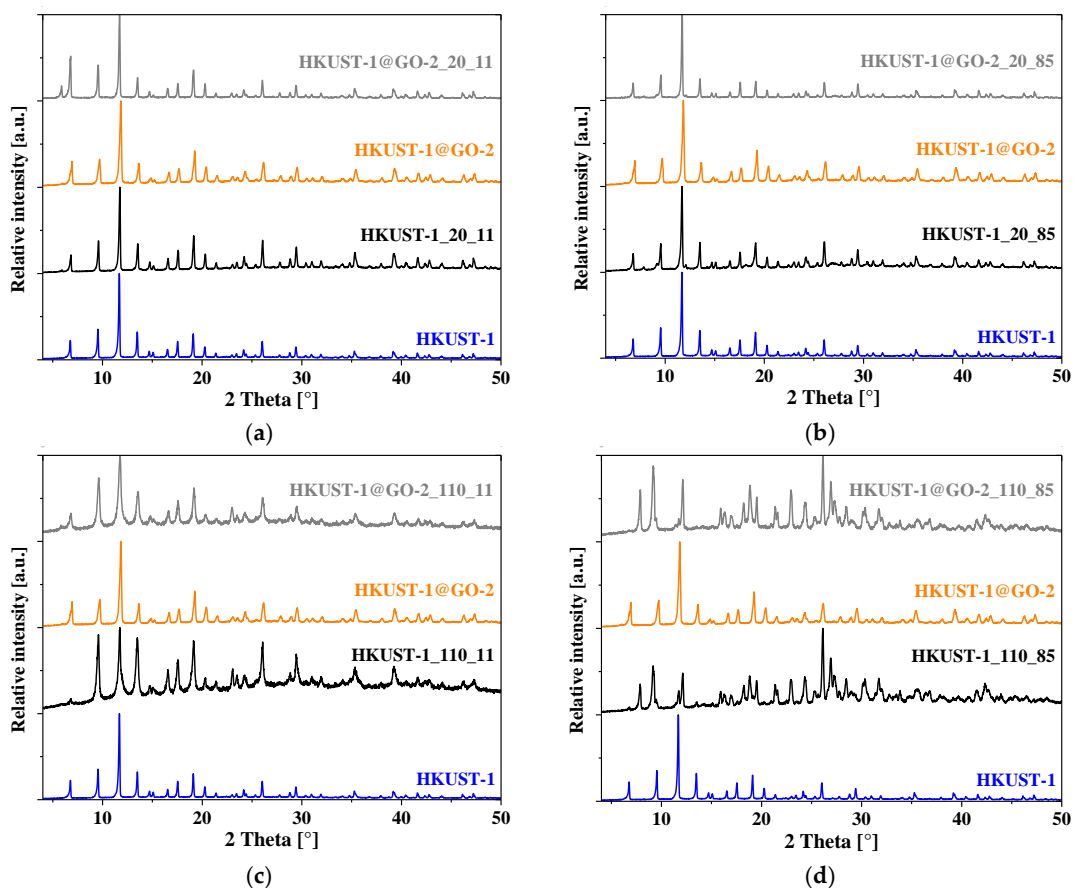 HKUST-1@GO-2_20_11
HKUST-1@GO-2
HKUST-1_20_11
HKUST-1
Relative intensity [a.u.]
10 20 30 40 50
2 Theta [°]
(a)
HKUST-1@GO-2_20_85
HKUST-1@GO-2
HKUST-1_20_85
HKUST-1
Relative intensity [a.u.]
10 20 30 40 50
2 Theta [°]
(b)
HKUST-1@GO-2_110_11
HKUST-1@GO-2
HKUST-1_110_11
HKUST-1
Relative intensity [a.u.]
10 20 30 40 50
2 Theta [°]
(c)
HKUST-1@GO-2_110_85
HKUST-1@GO-2
HKUST-1_110_85
HKUST-1
Relative intensity [a.u.]
10 20 30 40 50
2 Theta [°]
(d)